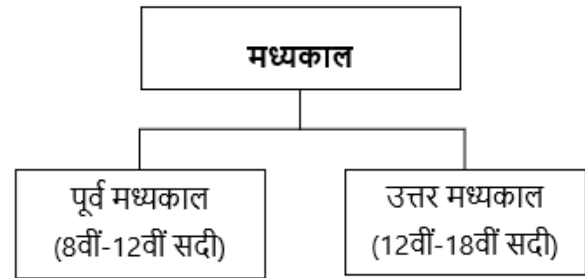 मध्यकाल
पूर्व मध्यकाल
(8वीं-12वीं सदी)
उत्तर मध्यकाल
(12वीं-18वीं सदी)